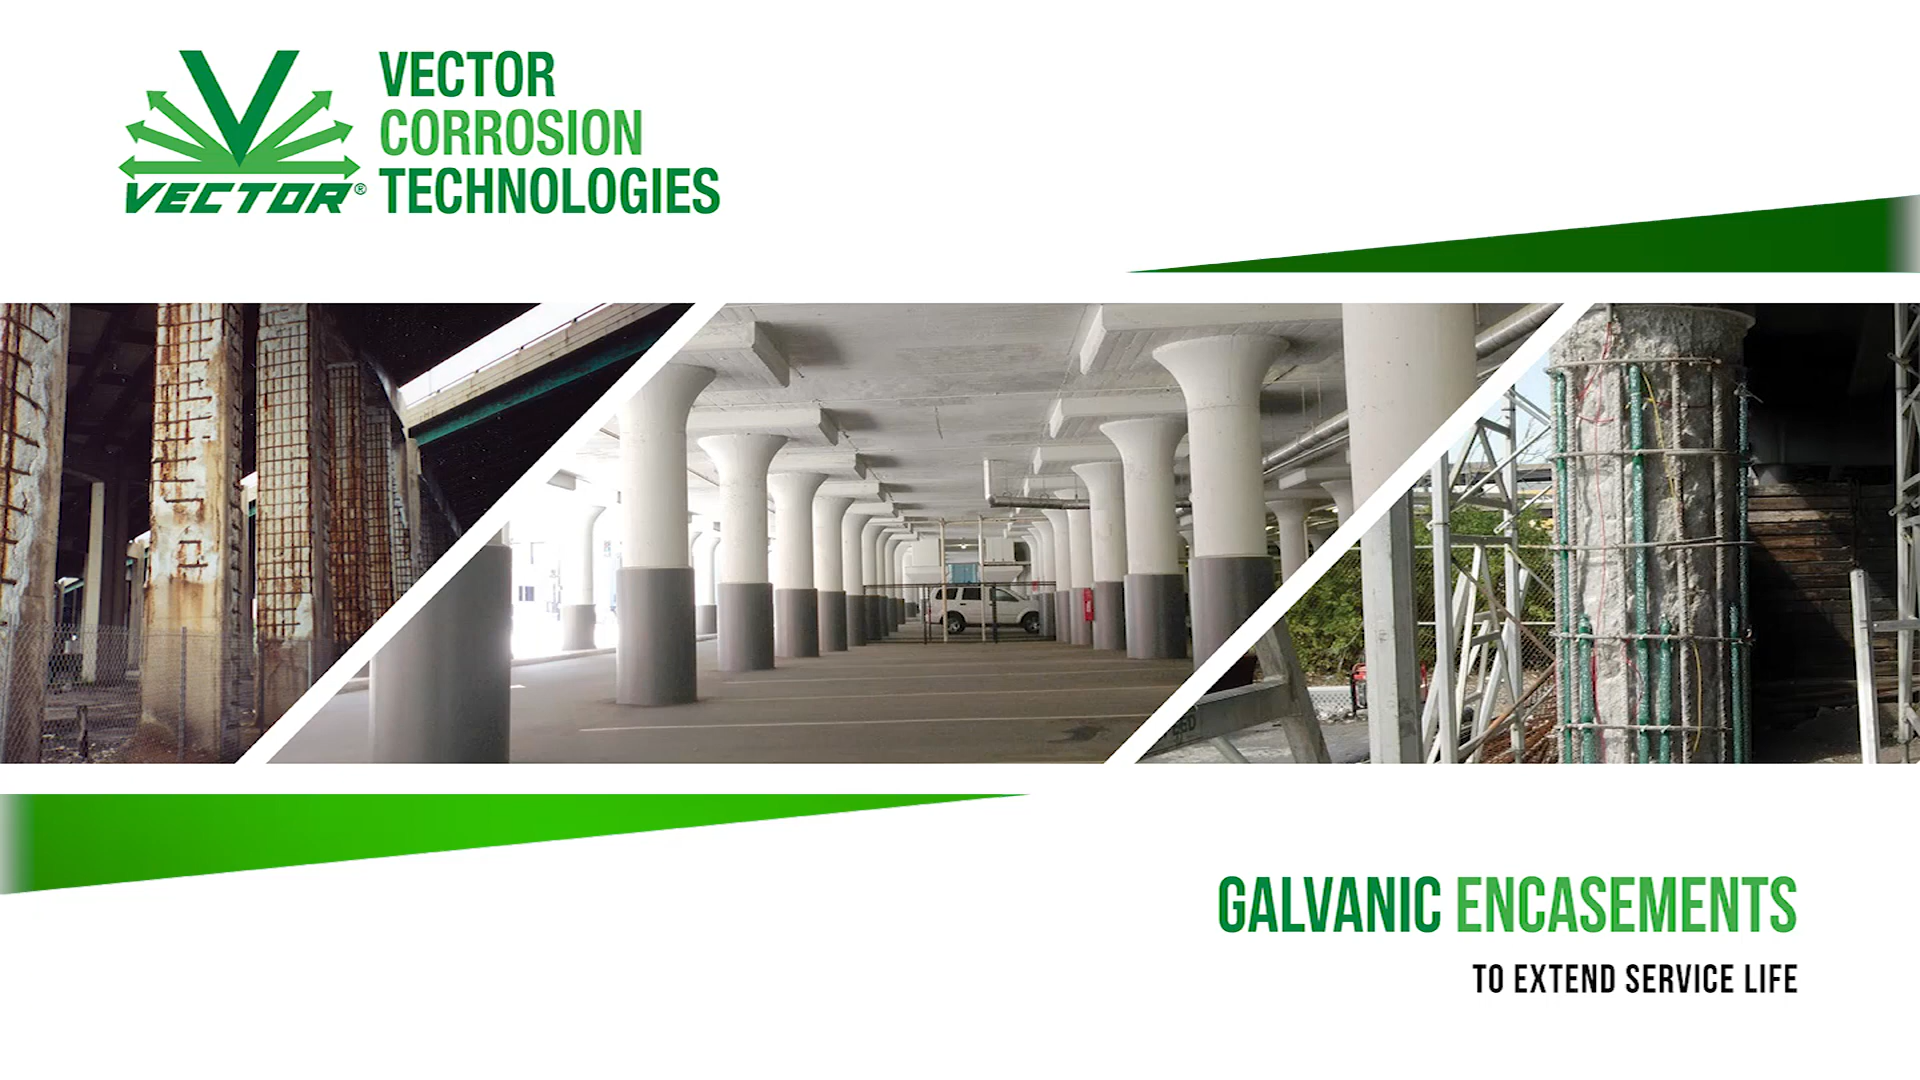 VECTOR
CORROSION
TECHNOLOGIES
VECTOR®
GALVANIC ENCASEMENTS
TO EXTEND SERVICE LIFE